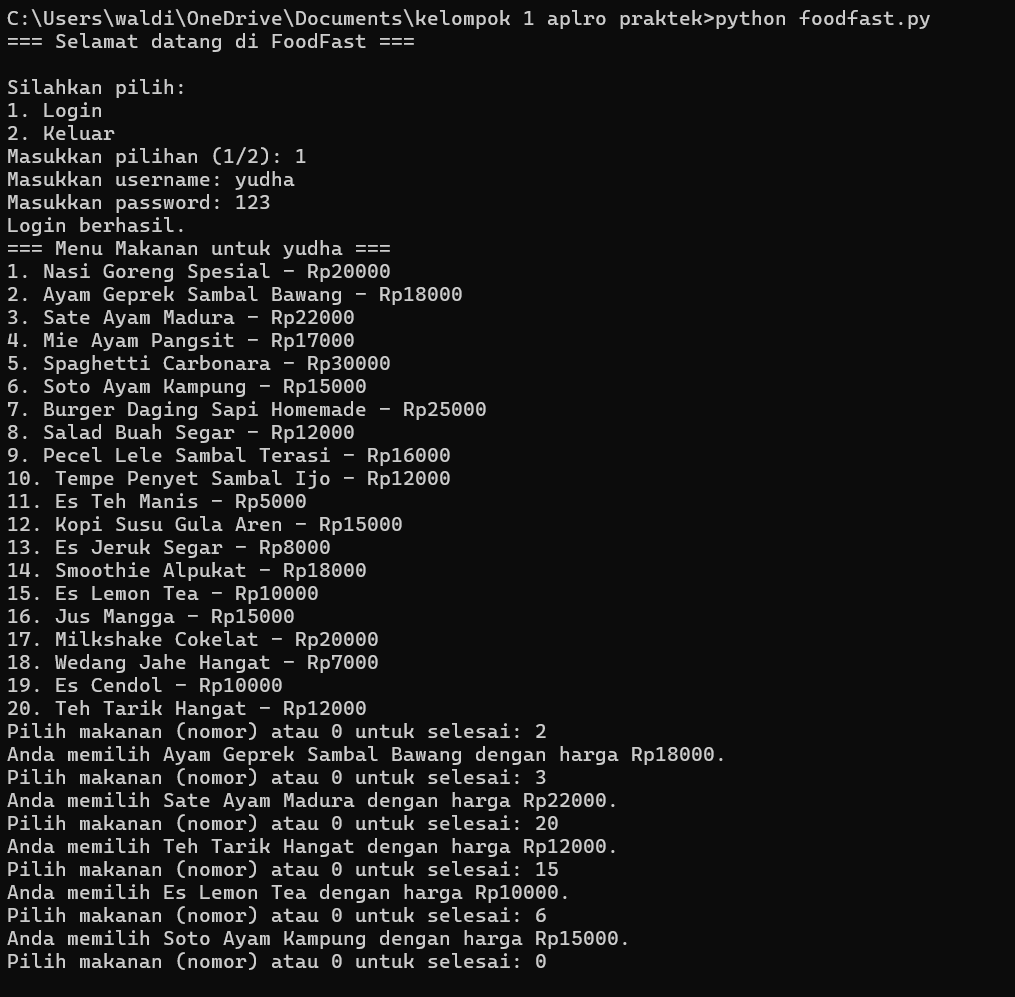 C:\Users\waldi\OneDrive\Documents\kelompok 1 aplro praktek>python foodfast.py
=== Selamat datang di FoodFast ===
Silahkan pilih:
1. Login
2. Keluar
Masukkan pilihan (1/2): 1
Masukkan username: yudha
Masukkan password: 123
Login berhasil.
=== Menu Makanan untuk yudha ===
1. Nasi Goreng Spesial - Rp20000
2. Ayam Geprek Sambal Bawang - Rp18000
3. Sate Ayam Madura - Rp22000
4. Mie Ayam Pangsit - Rp17000
5. Spaghetti Carbonara - Rp30000
6. Soto Ayam Kampung - Rp15000
7. Burger Daging Sapi Homemade - Rp25000
8. Salad Buah Segar - Rp12000
9. Pecel Lele Sambal Terasi - Rp16000
10. Tempe Penyet Sambal Ijo - Rp12000
11. Es Teh Manis - Rp5000
12. Kopi Susu Gula Aren - Rp15000
13. Es Jeruk Segar - Rp8000
14. Smoothie Alpukat - Rp18000
15. Es Lemon Tea - Rp10000
16. Jus Mangga - Rp15000
17. Milkshake Cokelat - Rp20000
18. Wedang Jahe Hangat - Rp7000
19. Es Cendol - Rp10000
20. Teh Tarik Hangat - Rp12000
Pilih makanan (nomor) atau 0 untuk selesai: 2
Anda memilih Ayam Geprek Sambal Bawang dengan harga Rp18000.
Pilih makanan (nomor) atau 0 untuk selesai: 3
Anda memilih Sate Ayam Madura dengan harga Rp22000.
Pilih makanan (nomor) atau 0 untuk selesai: 20
Anda memilih Teh Tarik Hangat dengan harga Rp12000.
Pilih makanan (nomor) atau 0 untuk selesai: 15
Anda memilih Es Lemon Tea dengan harga Rp10000.
Pilih makanan (nomor) atau 0 untuk selesai: 6
Anda memilih Soto Ayam Kampung dengan harga Rp15000.
Pilih makanan (nomor) atau 0 untuk selesai: 0